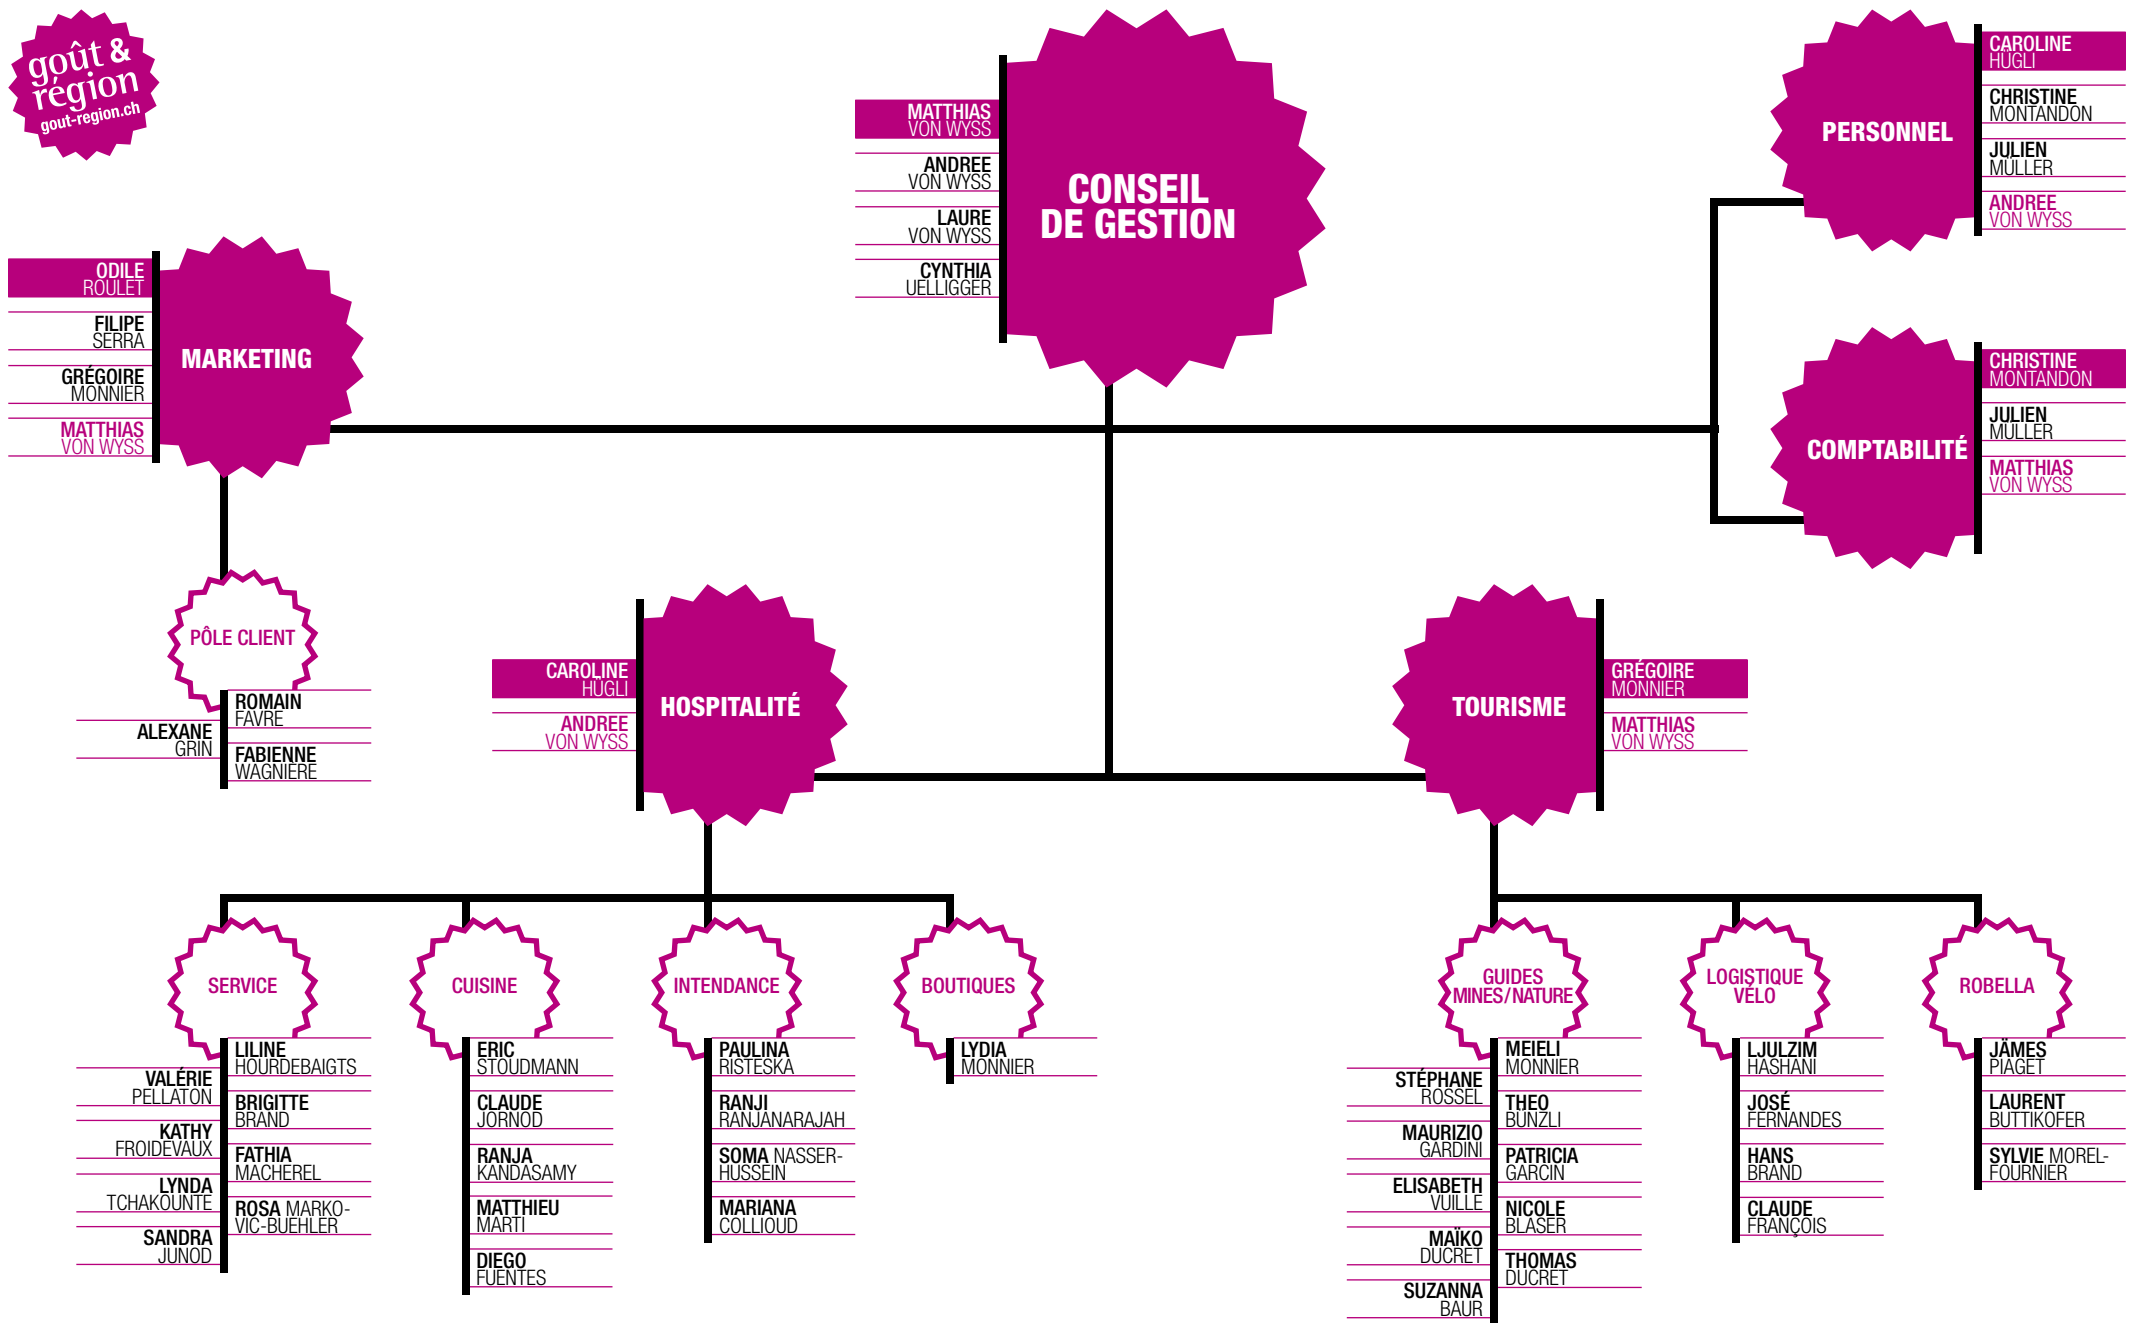 goût &
région
gout-region.ch
CONSEIL
DE GESTION
MATTHIAS
VON WYSS
ANDREE
VON WYSS
LAURE
VON WYSS
CYNTHIA
UELLIGGER
PERSONNEL
CAROLINE
HÜGLI
CHRISTINE
MONTANDON
JULIEN
MÜLLER
ANDREE
VON WYSS
MARKETING
ODILE
ROULET
FILIPE
SERRA
GRÉGOIRE
MONNIER
MATTHIAS
VON WYSS
COMPTABILITÉ
CHRISTINE
MONTANDON
JULIEN
MÜLLER
MATTHIAS
VON WYSS
PÔLE CLIENT
ROMAIN
FAVRE
ALEXANE
GRIN
FABIENNE
WAGNIÈRE
HOSPITALITÉ
CAROLINE
HÜGLI
ANDREE
VON WYSS
TOURISME
GRÉGOIRE
MONNIER
MATTHIAS
VON WYSS
SERVICE
LILINE
HOURDEBAIGTS
VALÉRIE
PELLATON
BRIGITTE
BRAND
KATHY
FROIDEVAUX
FATHIA
MACHEREL
LYNDA
TCHAKOUNTE
ROSA MARKO-
VIC-BUEHLER
SANDRA
JUNOD
CUISINE
ERIC
STOUDMANN
CLAUDE
JORNOD
RANJA
KANDASAMY
MATTHIEU
MARTI
DIEGO
FUENTES
INTENDANCE
PAULINA
RISTESKA
RANJI
RANJANARAJAH
SOMA NASSER-
HUSSEIN
MARIANA
COLLIOUD
BOUTIQUES
LYDIA
MONNIER
GUIDES
MINES/NATURE
MEIELI
MONNIER
STÉPHANE
ROSSEL
THEO
BÜNZLI
MAURIZIO
GARDINI
PATRICIA
GARCIN
ELISABETH
VUILLE
NICOLE
BLASER
MAÏKO
DUCRET
THOMAS
DUCRET
SUZANNA
BAUR
LOGISTIQUE
VÉLO
LJULZIM
HASHANI
JOSÉ
FERNANDES
HANS
BRAND
CLAUDE
FRANÇOIS
ROBELLA
JÄMES
PIAGET
LAURENT
BUTTIKOFER
SYLVIE MOREL-
FOURNIER